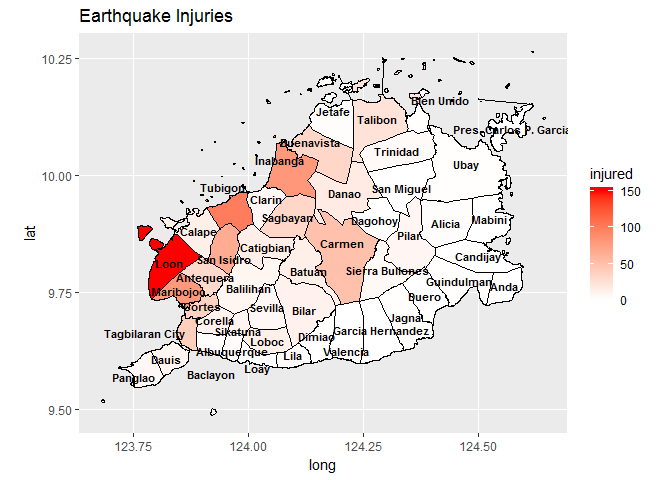 Earthquake Injuries
10.25
Jetafe
Bien Unido
Talibon
Pres. Carlos P. Garcia
Buenavista
Trinidad
Inabanga
Ubay
injured
10.00
Tubigon
Clarin
Danao
San Miguel
150
Sagbayan
Dagohoy
Alicia
Mabini
100
lat
Calape
Catigbian
Carmen
Pilar
Loon
San Isidro
Candijay
50
Antequera
Batuan
Sierra Bullones
Guindulman
Anda
0
9.75
Maribojoc
Balilihan
Duero
Cortes
Sevilla
Bilar
Jagna
Corella
Tagbilaran City
Sikatuna
Loboc
Dimiao
Garcia Hernandez
Dauis
Albuquerque
Lila
Valencia
Panglao
Baclayon
Loay
9.50
123.75
124.00
124.25
124.50
long